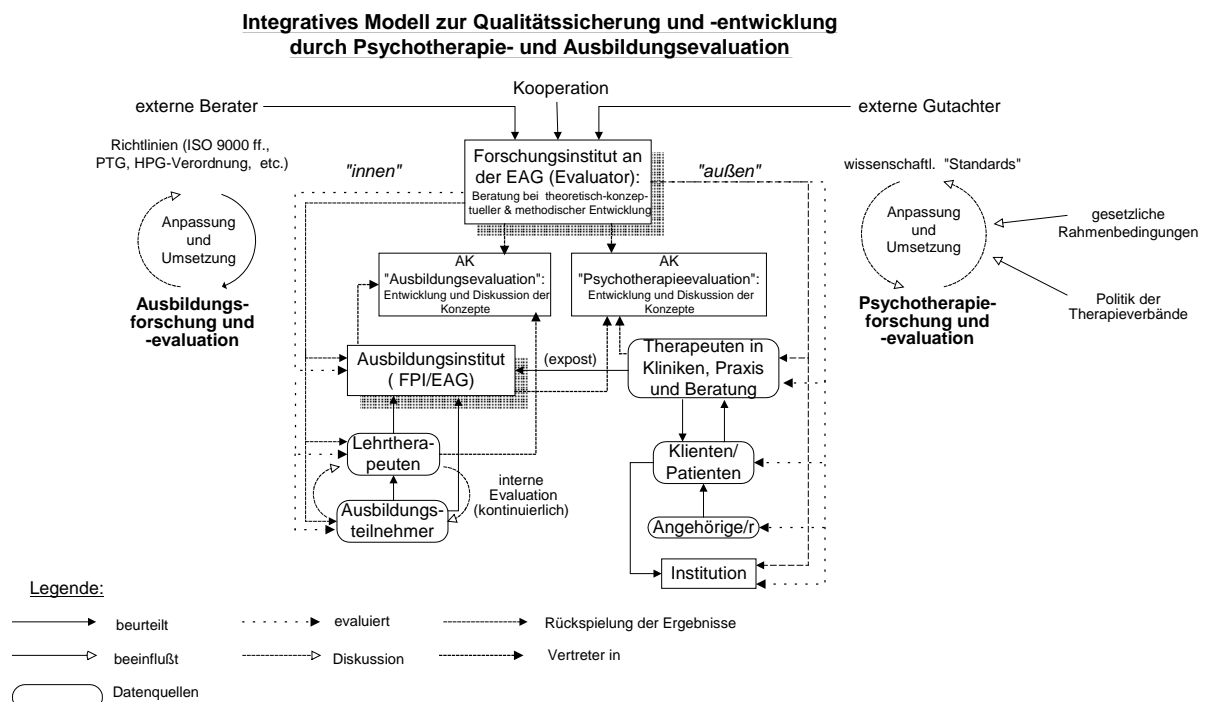 Integratives Modell zur Qualitätssicherung und -entwicklung
durch Psychotherapie- und Ausbildungsevaluation
Kooperation
externe Berater
externe Gutachter
Richtlinien (ISO 9000 ff.,
PTG, HPG-Verordnung, etc.)
Anpassung
und
Umsetzung
Ausbildungs-
forschung und
-evaluation
"innen"
Forschungsinstitut an
der EAG (Evaluator):
Beratung bei theoretisch-konzep-
tueller & methodischer Entwicklung
"außen"
wissenschaftl. "Standards"
Anpassung
und
Umsetzung
Psychotherapie-
forschung und
-evaluation
gesetzliche
Rahmenbedingungen
Politik der
Therapieverbände
AK
"Ausbildungsevaluation":
Entwicklung und Diskussion der
Konzepte
AK
"Psychotherapieevaluation":
Entwicklung und Diskussion der
Konzepte
Ausbildungsinstitut
( FPI/EAG)
(expost)
Therapeuten in
Kliniken, Praxis
und Beratung
Lehrthera-
peuten
interne
Evaluation
(kontinuierlich)
Klienten/
Patienten
Ausbildungs-
teilnehmer
Angehörige/r
Institution
Legende:
beurteilt
evaluiert
Rückspielung der Ergebnisse
beeinflußt
Diskussion
Vertreter in
Datenquellen